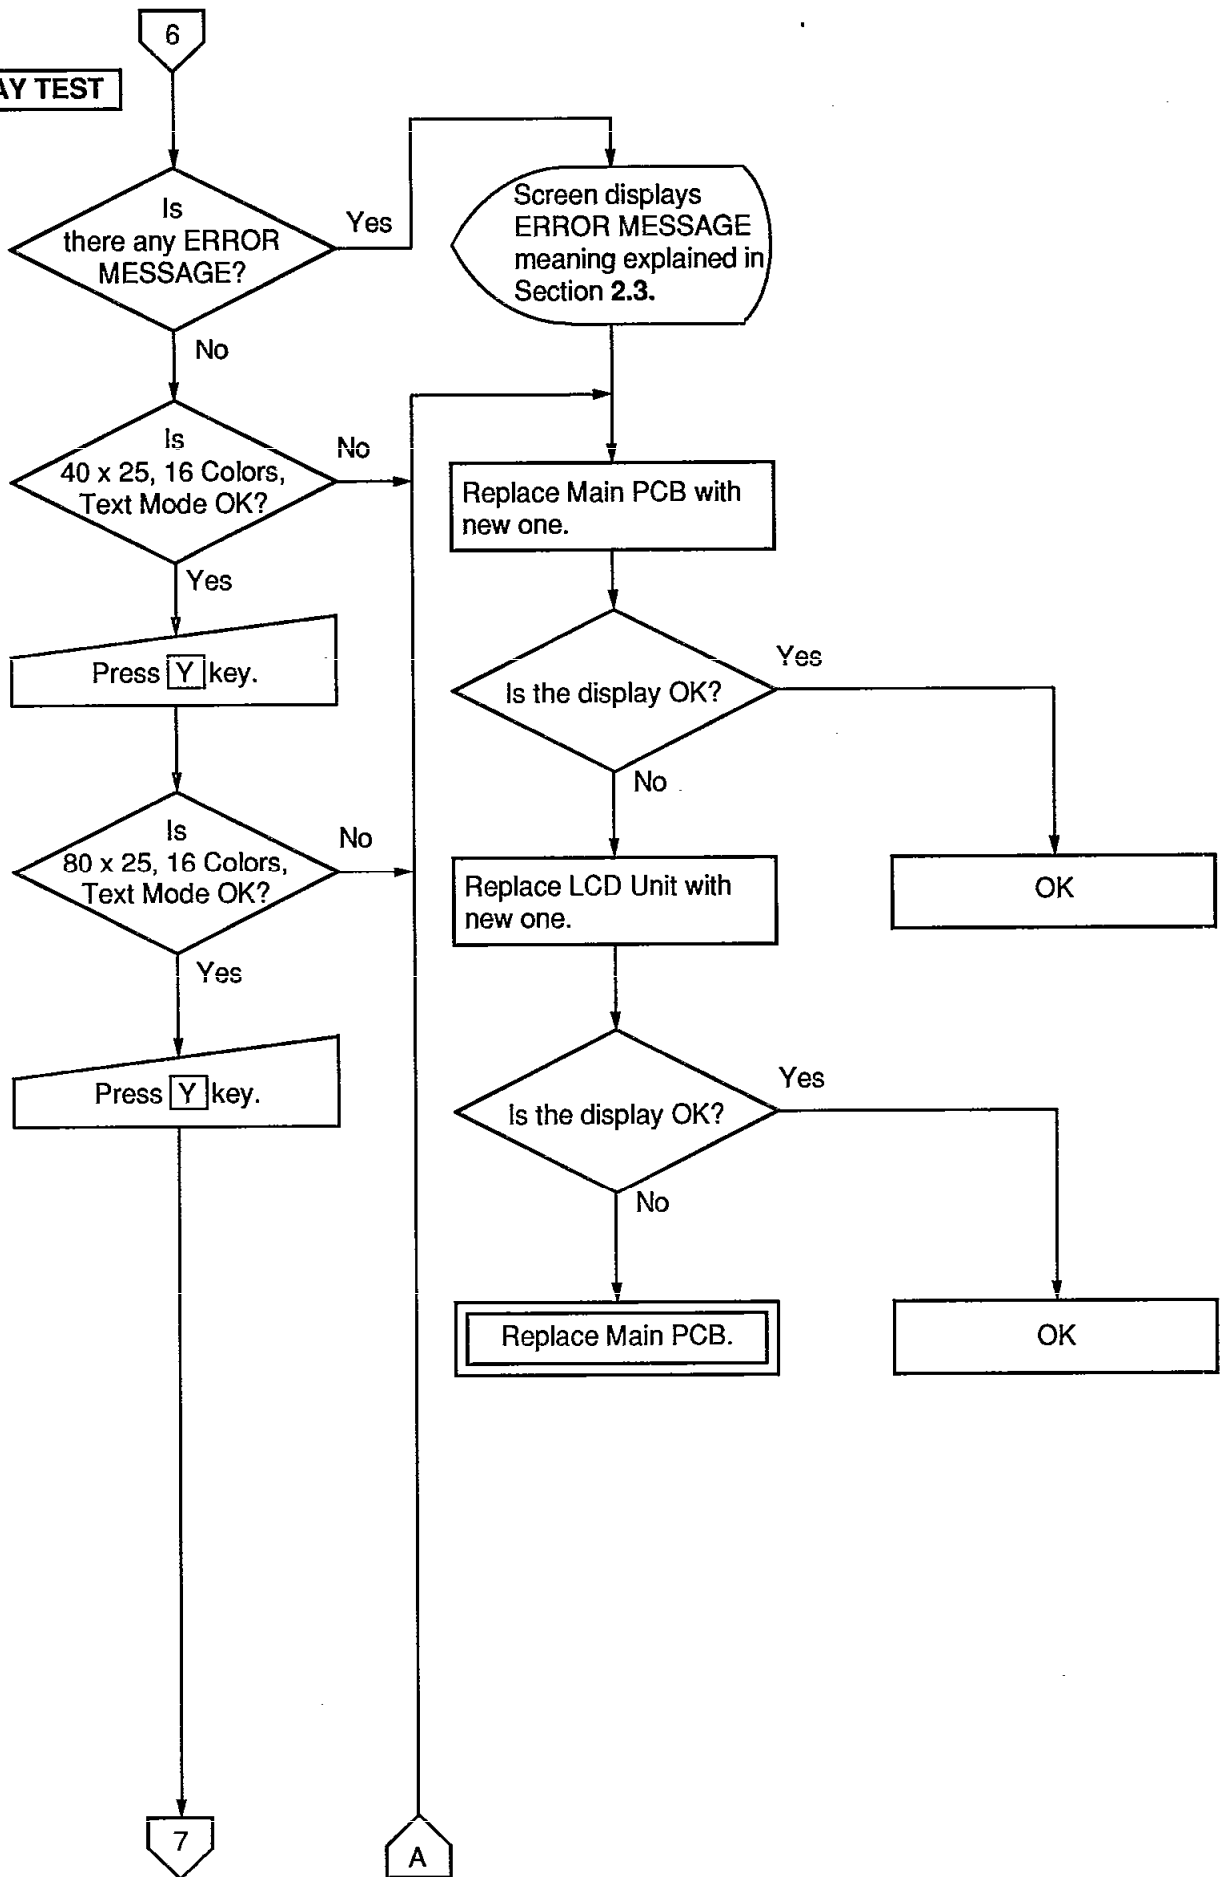 6
AY TEST
Is
there any ERROR
MESSAGE?
Yes
No
Screen displays
ERROR MESSAGE
meaning explained in
Section 2.3.
Is
40 x 25, 16 Colors,
Text Mode OK?
No
Yes
Replace Main PCB with
new one.
Press Y key.
Is the display OK?
Yes
No
Is
80 x 25, 16 Colors,
Text Mode OK?
No
Yes
Replace LCD Unit with
new one.
OK
Press Y key.
Is the display OK?
Yes
No
Replace Main PCB.
OK
7
A